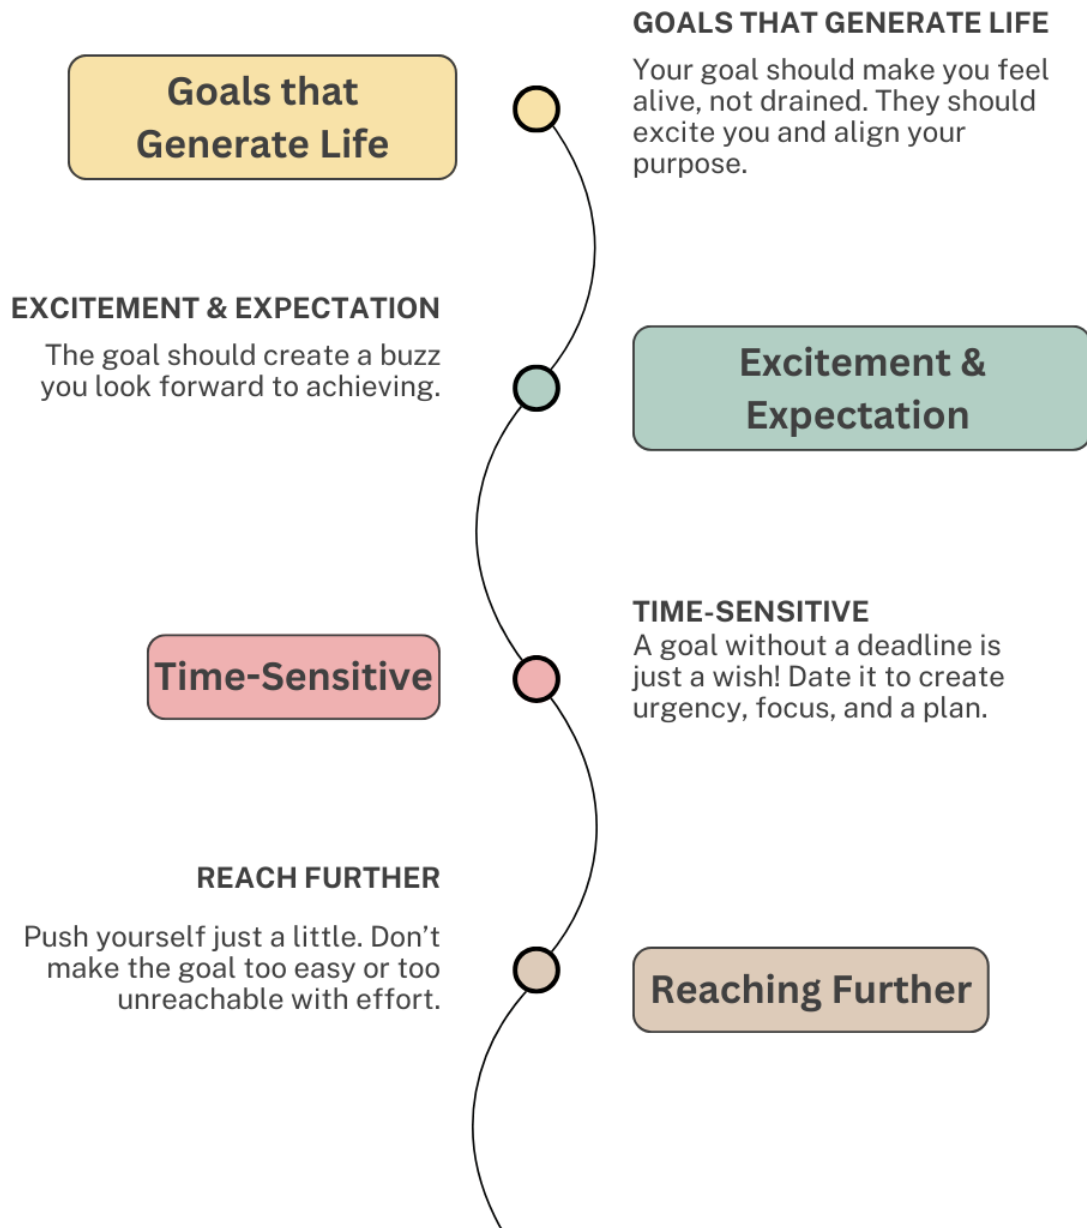 Goals that
Generate Life
GOALS THAT GENERATE LIFE
Your goal should make you feel
alive, not drained. They should
excite you and align your
purpose.
EXCITEMENT & EXPECTATION
The goal should create a buzz
you look forward to achieving.
Excitement &
Expectation
Time-Sensitive
TIME-SENSITIVE
A goal without a deadline is
just a wish! Date it to create
urgency, focus, and a plan.
REACH FURTHER
Push yourself just a little. Don’t
make the goal too easy or too
unreachable with effort.
Reaching Further